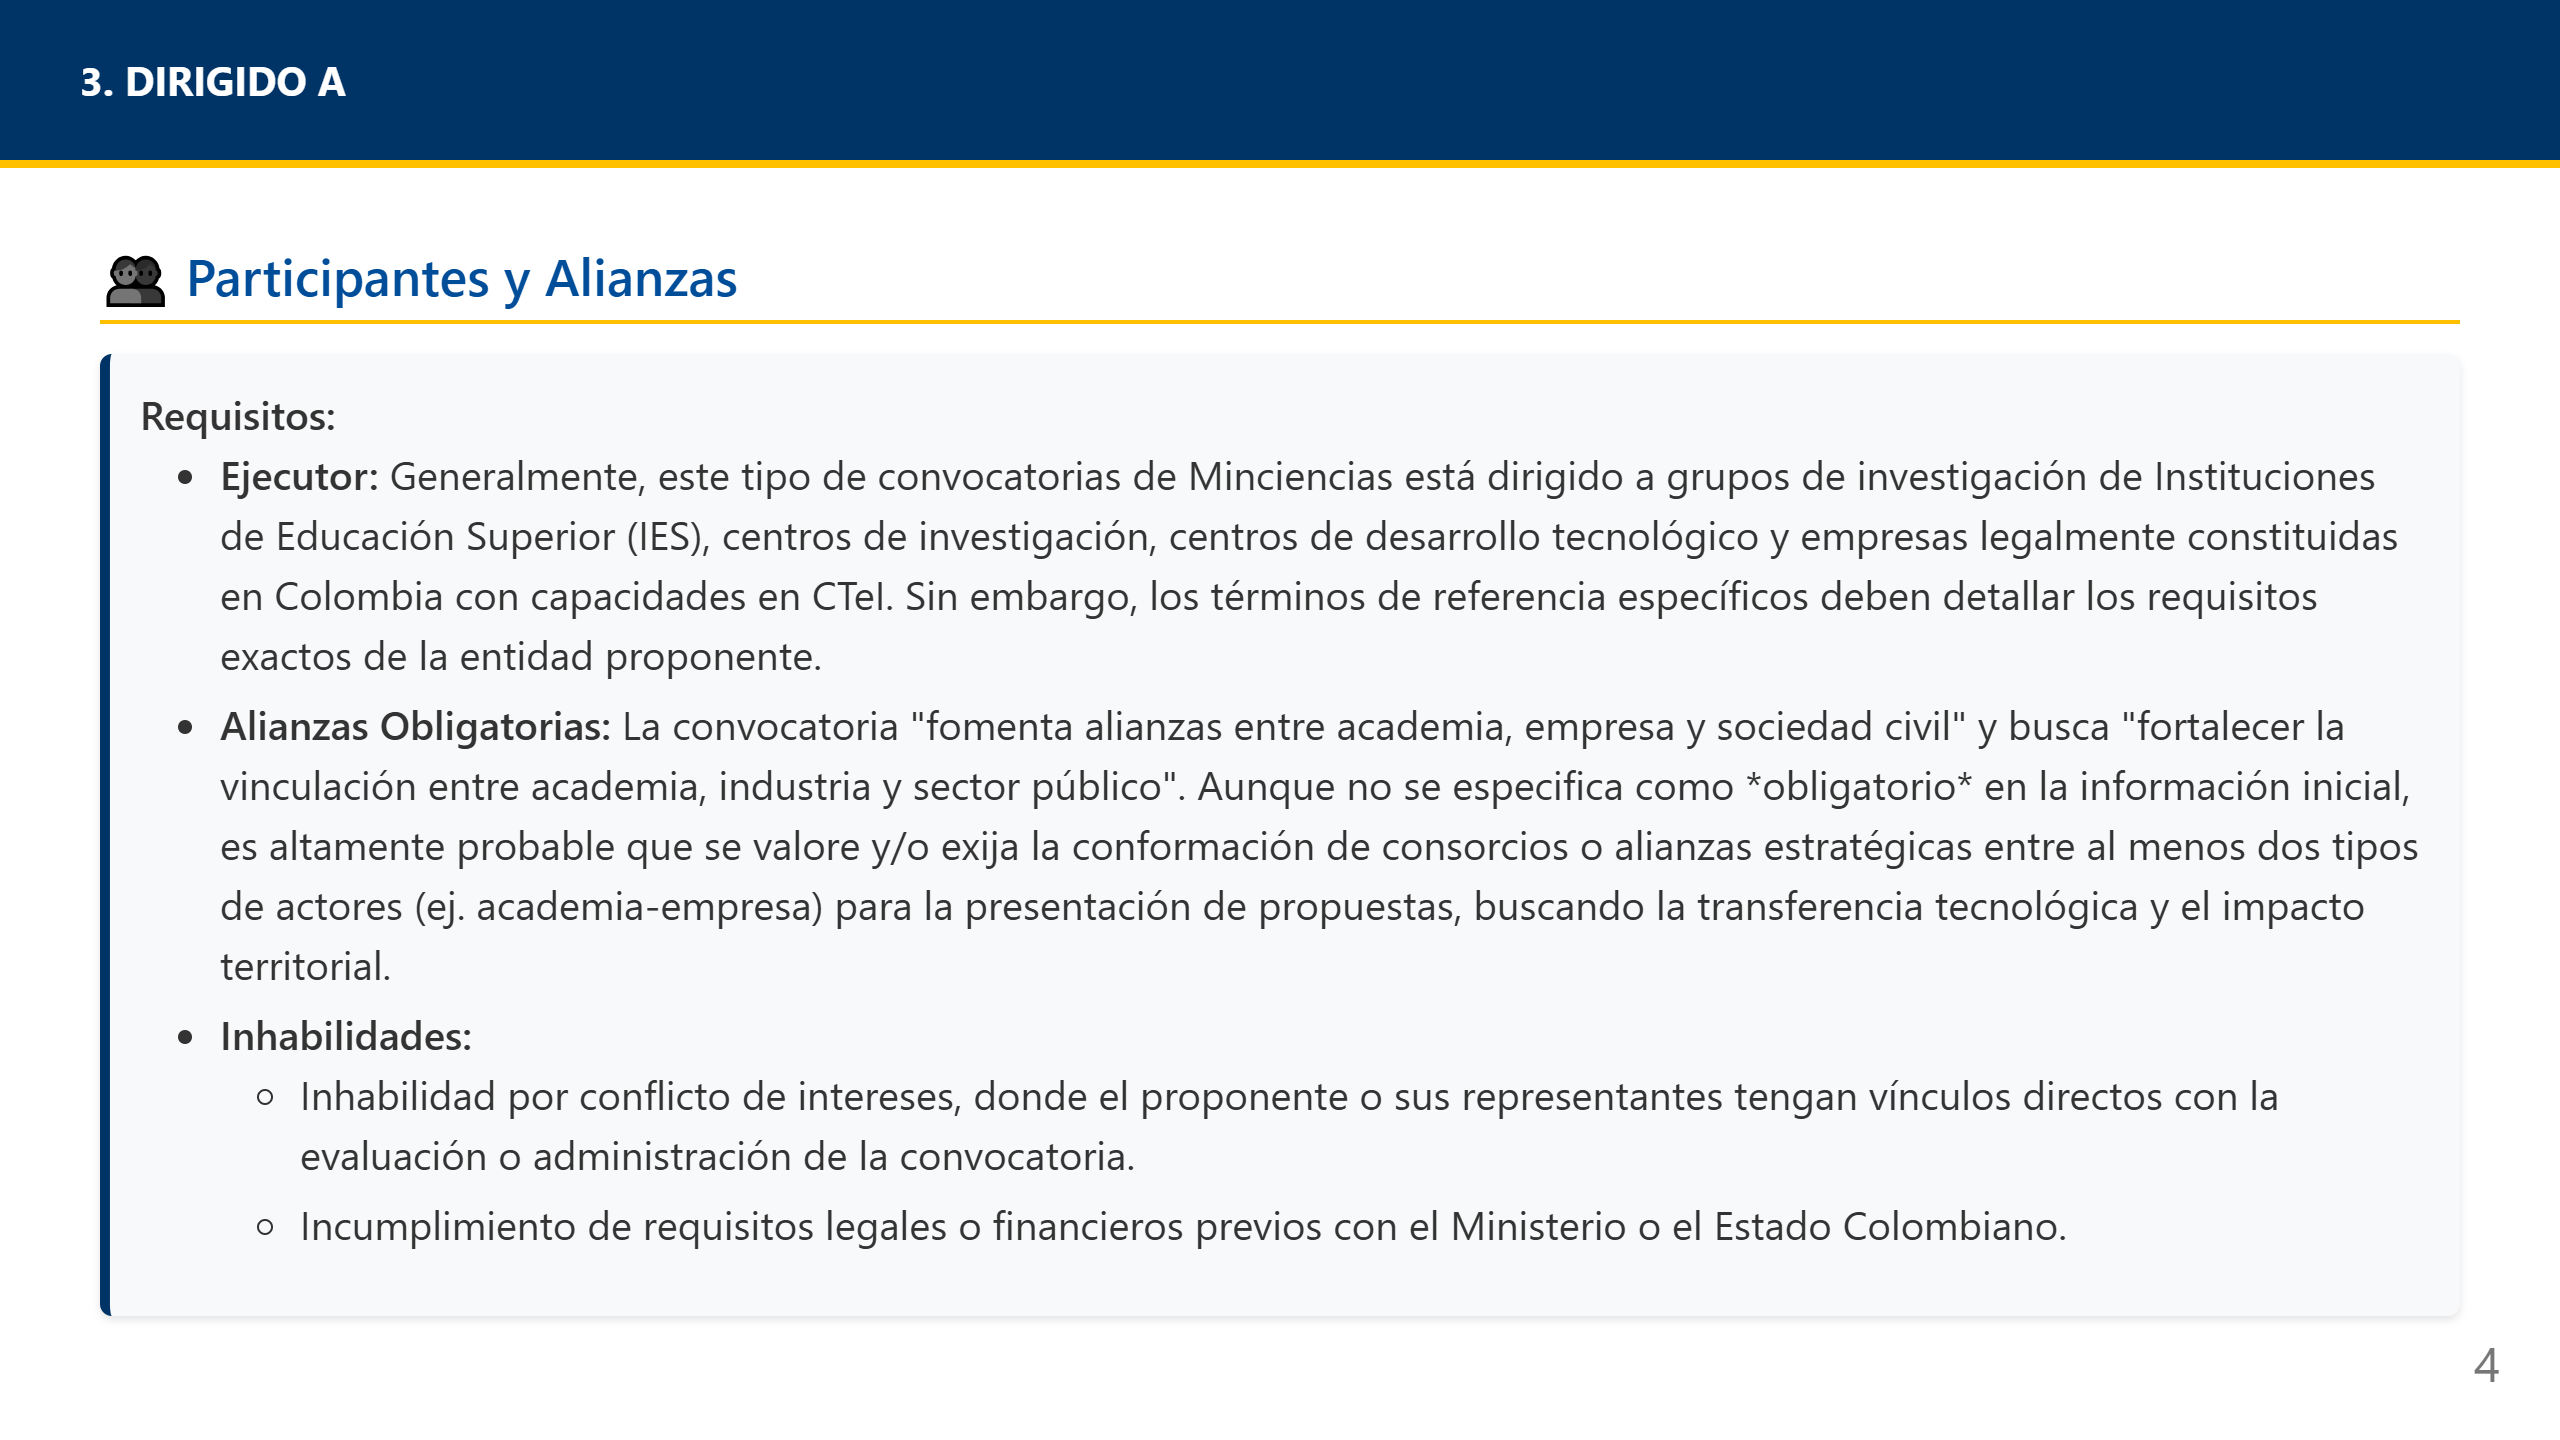 3. DIRIGIDO A
Participantes y Alianzas
Requisitos:
• Ejecutor: Generalmente, este tipo de convocatorias de Minciencias está dirigido a grupos de investigación de Instituciones
de Educación Superior (IES), centros de investigación, centros de desarrollo tecnológico y empresas legalmente constituidas
en Colombia con capacidades en CTeI. Sin embargo, los términos de referencia específicos deben detallar los requisitos
exactos de la entidad proponente.
• Alianzas Obligatorias: La convocatoria "fomenta alianzas entre academia, empresa y sociedad civil" y busca "fortalecer la
vinculación entre academia, industria y sector público". Aunque no se especifica como *obligatorio* en la información inicial,
es altamente probable que se valore y/o exija la conformación de consorcios o alianzas estratégicas entre al menos dos tipos
de actores (ej. academia-empresa) para la presentación de propuestas, buscando la transferencia tecnológica y el impacto
territorial.
• Inhabilidades:
○ Inhabilidad por conflicto de intereses, donde el proponente o sus representantes tengan vínculos directos con la
evaluación o administración de la convocatoria.
○ Incumplimiento de requisitos legales o financieros previos con el Ministerio o el Estado Colombiano.
4